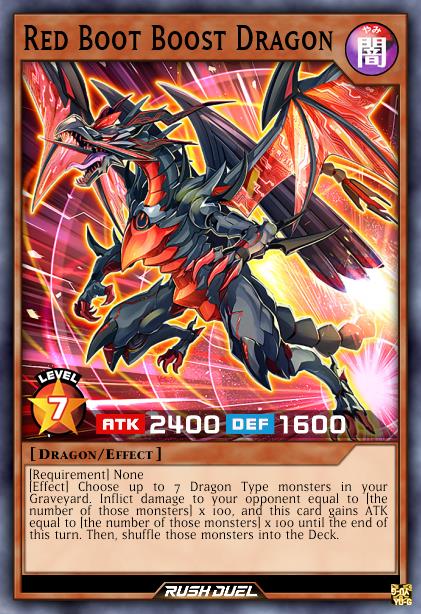 RED BOOT BOOST DRAGON
やみ
闇
LEVEL
7
ATK 2400 DEF 1600
[DRAGON/EFFECT]
[Requirement] None
[Effect] Choose up to 7 Dragon Type monsters in your
Graveyard. Inflict damage to your opponent equal to [the
number of those monsters] x 100, and this card gains ATK
equal to [the number of those monsters] x 100 until the end of
this turn. Then, shuffle those monsters into the Deck.
RUSH DUEL